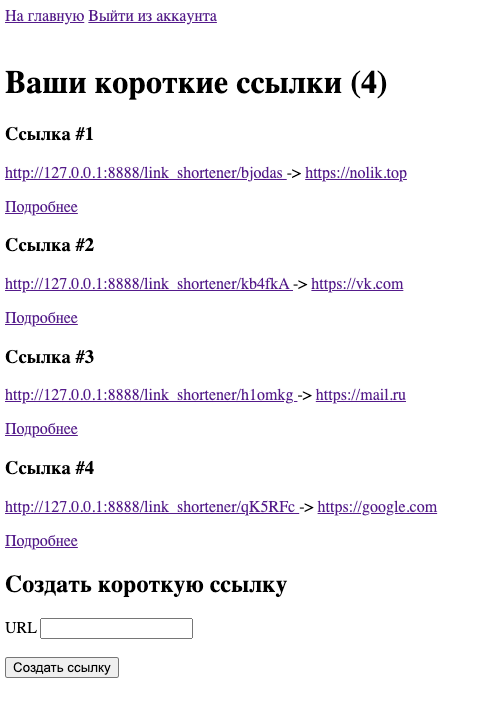 На главную Выйти из аккаунта
Ваши короткие ссылки (4)
Ссылка #1
http://127.0.0.1:8888/link_shortener/bjodas -> https://nolik.top
Подробнее
Ссылка #2
http://127.0.0.1:8888/link_shortener/kb4fkA -> https://vk.com
Подробнее
Ссылка #3
http://127.0.0.1:8888/link_shortener/h1omkg -> https://mail.ru
Подробнее
Ссылка #4
http://127.0.0.1:8888/link_shortener/qK5RFc -> https://google.com
Подробнее
Создать короткую ссылку
URL
Создать ссылку